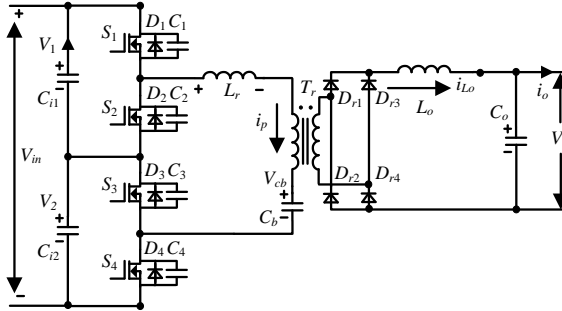 +
V1
+
−
Ci1
Vin
V2
+
−
Ci2
−
S1
D1 C1
S2
D2 C2
S3
D3 C3
S4
D4 C4
+ Lr −
ip
Tr
Vcb
+
Cb −
Dr1
Dr3
Dr2
Dr4
iLo
Lo
io
Co
+
−
V